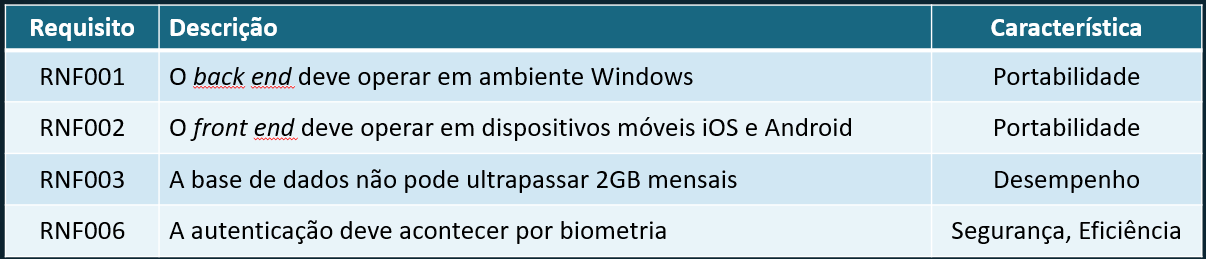 Requisito Descrição Característica
RNF001 O back end deve operar em ambiente Windows Portabilidade
RNF002 O front end deve operar em dispositivos móveis iOS e Android Portabilidade
RNF003 A base de dados não pode ultrapassar 2GB mensais Desempenho
RNF006 A autenticação deve acontecer por biometria Segurança, Eficiência